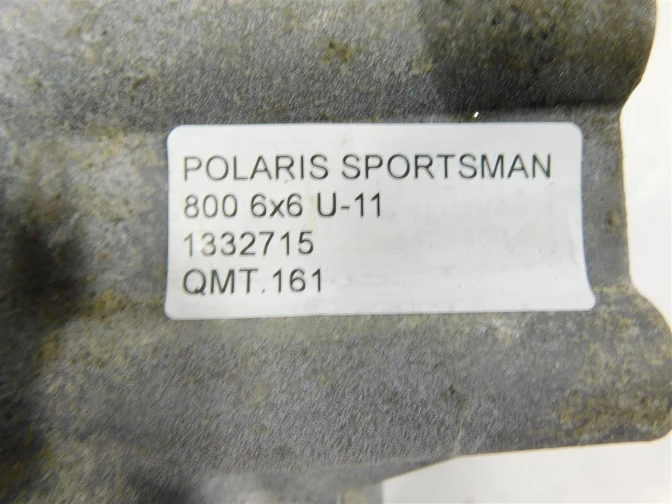 POLARIS SPORTSMAN
800 6x6 U-11
1332715
QMT.161